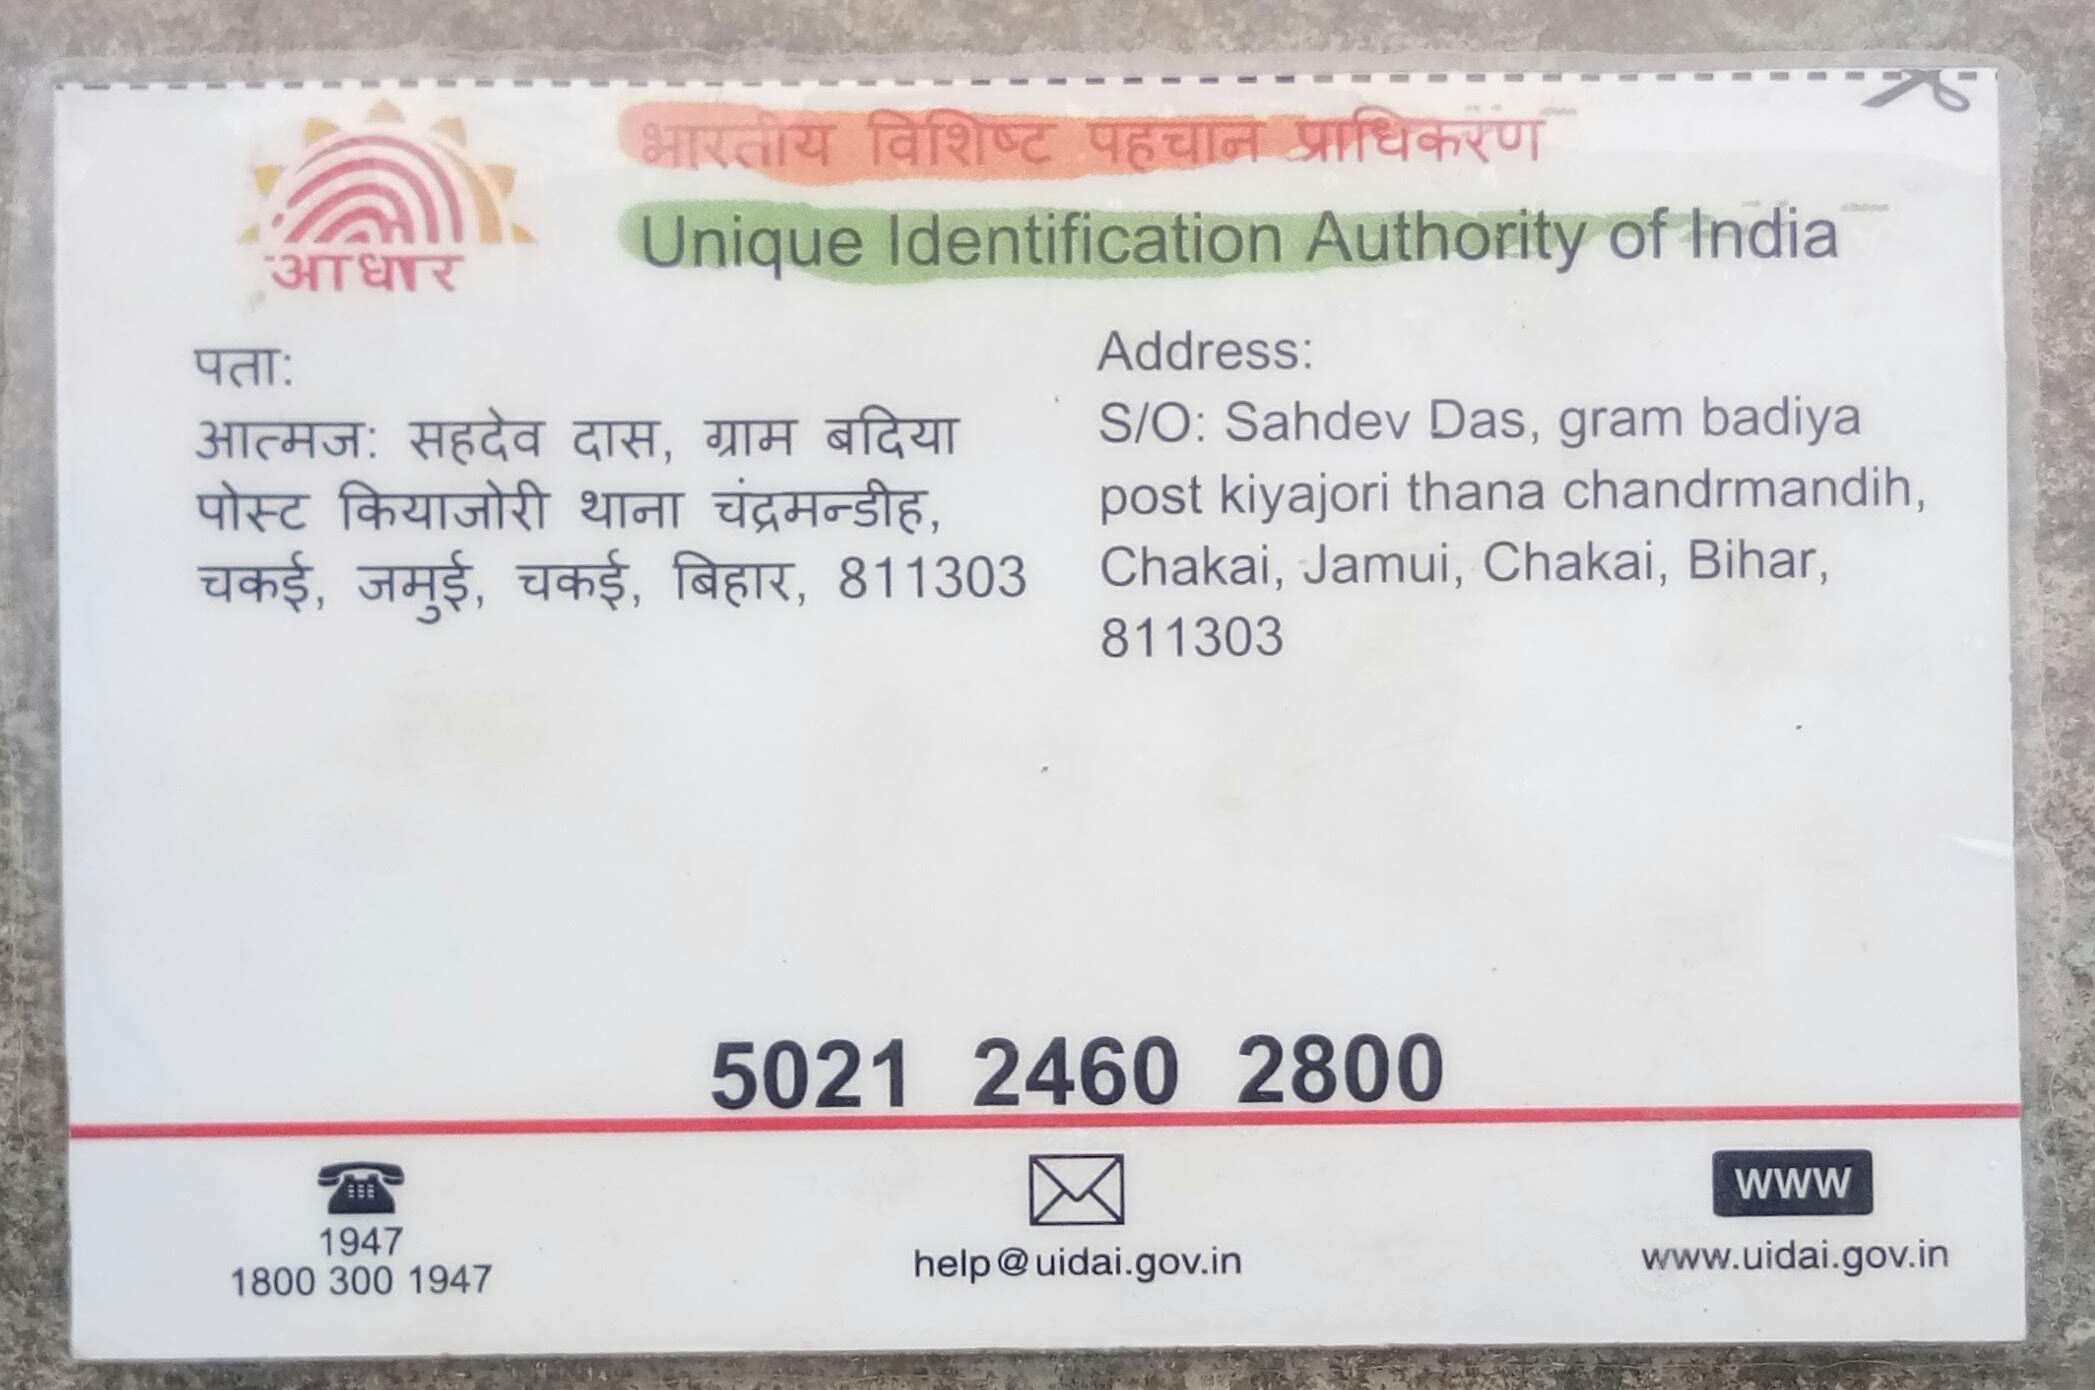 भारतीय विशिष्ट पहचान प्राधिकरण
Unique Identification Authority of India
आधार
पता:
आत्मज: सहदेव दास, ग्राम बदिया
पोस्ट कियाजोरी थाना चंद्रमन्डीह,
चकई, जमुई, चकई, बिहार, 811303
Address:
S/O: Sahdev Das, gram badiya
post kiyajori thana chandrmandih,
Chakai, Jamui, Chakai, Bihar,
811303
5021 2460 2800
1947
1800 300 1947
help@uidai.gov.in
www
www.uidai.gov.in